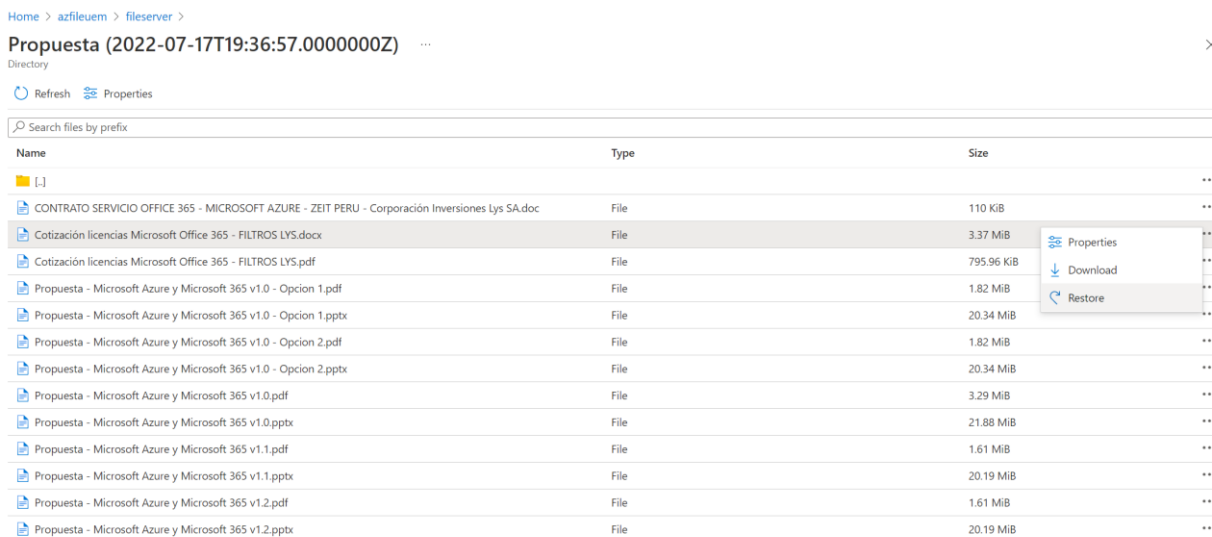 Home > azfileuem > fileserver >
Propuesta (2022-07-17T19:36:57.0000000Z) ...
Directory
Refresh Properties
Search files by prefix
Name Type Size
[..]
CONTRATO SERVICIO OFFICE 365 - MICROSOFT AZURE - ZEIT PERU - Corporación Inversiones Lys SA.doc File 110 KiB
Cotización licencias Microsoft Office 365 - FILTROS LYS.docx File 3.37 MiB
Properties
Cotización licencias Microsoft Office 365 - FILTROS LYS.pdf File 795.96 KiB
Download
Propuesta - Microsoft Azure y Microsoft 365 v1.0 - Opcion 1.pdf File 1.82 MiB
Restore
Propuesta - Microsoft Azure y Microsoft 365 v1.0 - Opcion 1.pptx File 20.34 MiB
Propuesta - Microsoft Azure y Microsoft 365 v1.0 - Opcion 2.pdf File 1.82 MiB
Propuesta - Microsoft Azure y Microsoft 365 v1.0 - Opcion 2.pptx File 20.34 MiB
Propuesta - Microsoft Azure y Microsoft 365 v1.0.pdf File 3.29 MiB
Propuesta - Microsoft Azure y Microsoft 365 v1.0.pptx File 21.88 MiB
Propuesta - Microsoft Azure y Microsoft 365 v1.1.pdf File 1.61 MiB
Propuesta - Microsoft Azure y Microsoft 365 v1.1.pptx File 20.19 MiB
Propuesta - Microsoft Azure y Microsoft 365 v1.2.pdf File 1.61 MiB
Propuesta - Microsoft Azure y Microsoft 365 v1.2.pptx File 20.19 MiB